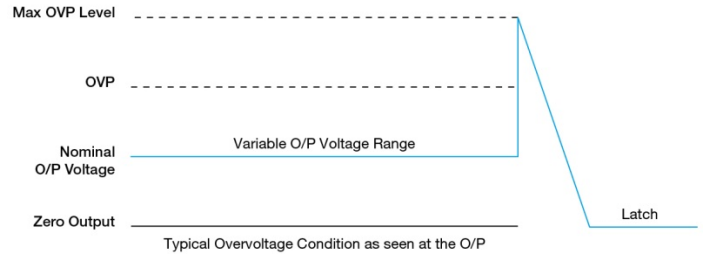 Max OVP Level
OVP
Variable O/P Voltage Range
Nominal
O/P Voltage
Zero Output
Latch
Typical Overvoltage Condition as seen at the O/P